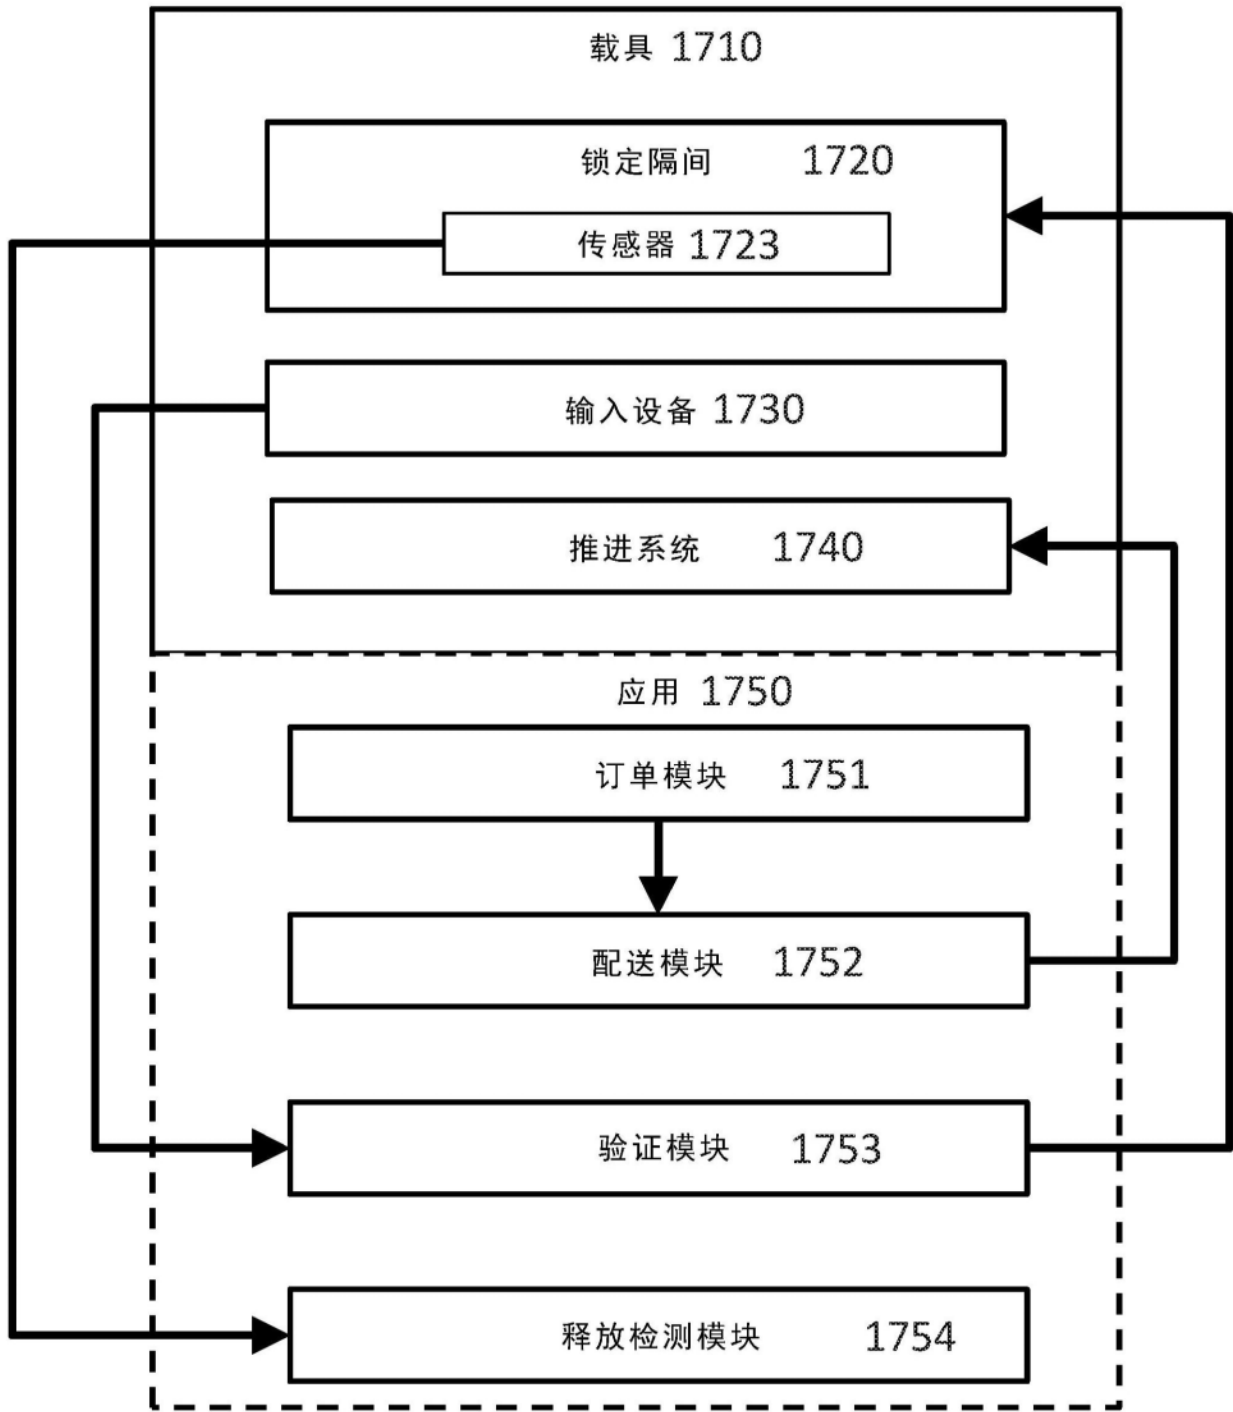 载具 1710
锁定隔间 1720
传感器 1723
输入设备 1730
推进系统 1740
应用 1750
订单模块 1751
配送模块 1752
验证模块 1753
释放检测模块 1754